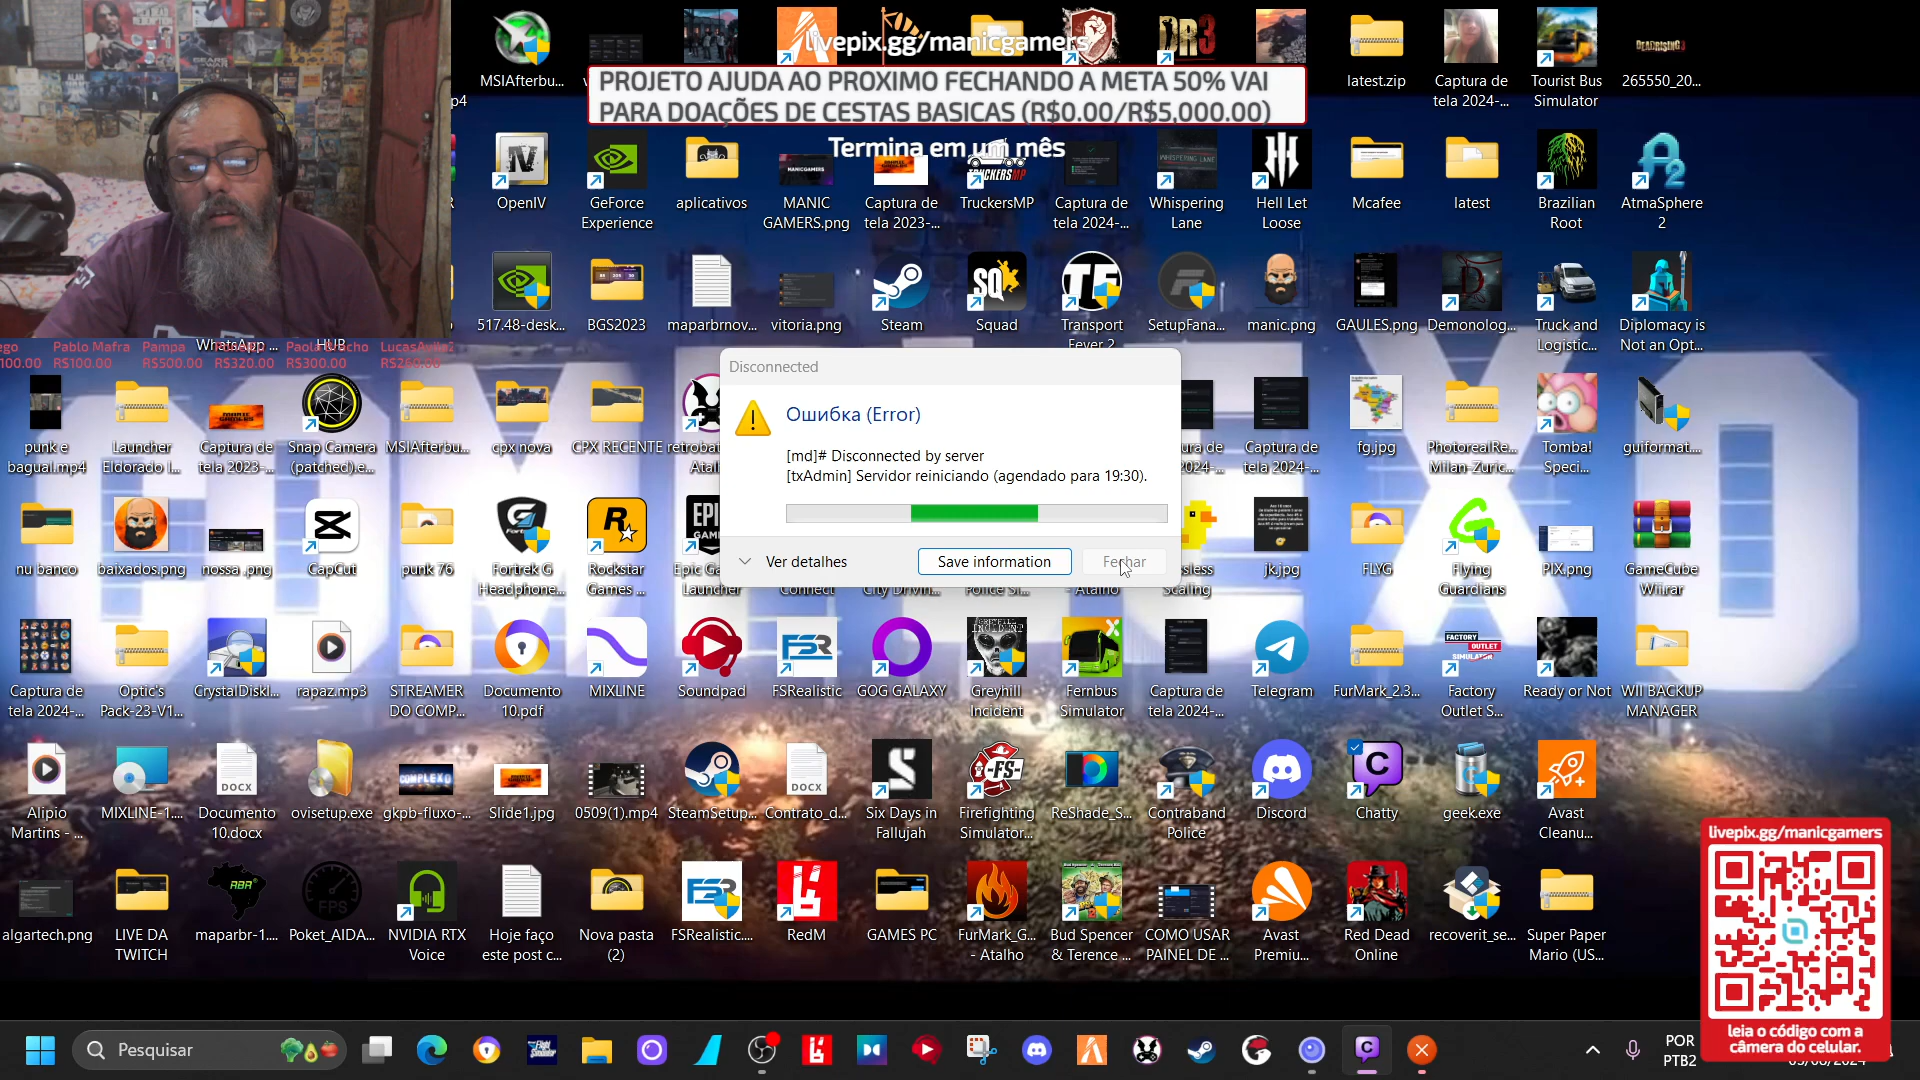 MSIAfterbu...
latest.zip
Captura de
tela 2024-...
Tourist Bus
Simulator
265550_20...
livepix.gg/manicgamers
PROJETO AJUDA AO PROXIMO FECHANDO A META 50% VAI
PARA DOAÇÕES DE CESTAS BASICAS (R$0.00/R$5,000.00)
Termina em um mês
OpenIV
GeForce
Experience
aplicativos
MANIC
GAMERS.png
Captura de
tela 2023-...
TruckersMP
Captura de
tela 2024-...
Whispering
Lane
Hell Let
Loose
Mcafee
latest
Brazilian
Root
AtmaSphere
2
517.48-desk...
BGS2023
maparbrnov...
vitoria.png
Steam
Squad
Transport
Fever 2
SetupFana...
manic.png
GAULES.png
Demonolog...
Truck and
Logistic...
Diplomacy is
Not an Opt...
WhatsApp ...
HUB
Pablo Mafra
R$100.00
Pampa
R$500.00
R$320.00
R$300.00
Disconnected
Ошибка (Error)
[md]# Disconnected by server
[txAdmin] Servidor reiniciando (agendado para 19:30).
Ver detalhes
Save information
Fechar
punk e
bagual.mp4
Launcher
Eldorado I...
Captura de
tela 2023-...
Snap Camera
(patched).e...
MSIAfterbu...
cpx nova
CPX RECENTE
Captura de
tela 2024-...
fg.jpg
PhotorealRe...
Milan-Zuric...
Tomba!
Speci...
guiformat....
nu banco
baixados.png
nossa .png
CapCut
punk 76
Fortrek G
Headphone...
Rockstar
Games ...
jk.jpg
FLYG
Flying
Guardians
PIX.png
GameCube
Wii.rar
Captura de
tela 2024-...
Optic's
Pack-23-V1...
CrystalDiskI...
rapaz.mp3
STREAMER
DO COMP...
Documento
10.pdf
MIXLINE
Soundpad
FSRealistic
GOG GALAXY
Greyhill
Incident
Fernbus
Simulator
Captura de
tela 2024-...
Telegram
FurMark_2.3...
Factory
Outlet S...
Ready or Not
WII BACKUP
MANAGER
Alipio
Martins - ...
MIXLINE-1....
Documento
10.docx
ovisetup.exe
gkpb-fluxo-...
Slide1.jpg
0509(1).mp4
SteamSetup...
Contrato_d...
Six Days in
Fallujah
Firefighting
Simulator...
ReShade_S...
Contraband
Police
Discord
Chatty
geek.exe
Avast
Cleanu...
algartech.png
LIVE DA
TWITCH
maparbr-1....
Poket_AIDA...
NVIDIA RTX
Voice
Hoje faço
este post c...
Nova pasta
(2)
FSRealistic....
RedM
GAMES PC
FurMark_G...
- Atalho
Bud Spencer
& Terence ...
COMO USAR
PAINEL DE ...
Avast
Premiu...
Red Dead
Online
recoverit_se...
Super Paper
Mario (US...
livepix.gg/manicgamers
leia o código com a
câmera do celular.
Pesquisar
POR
PTB2